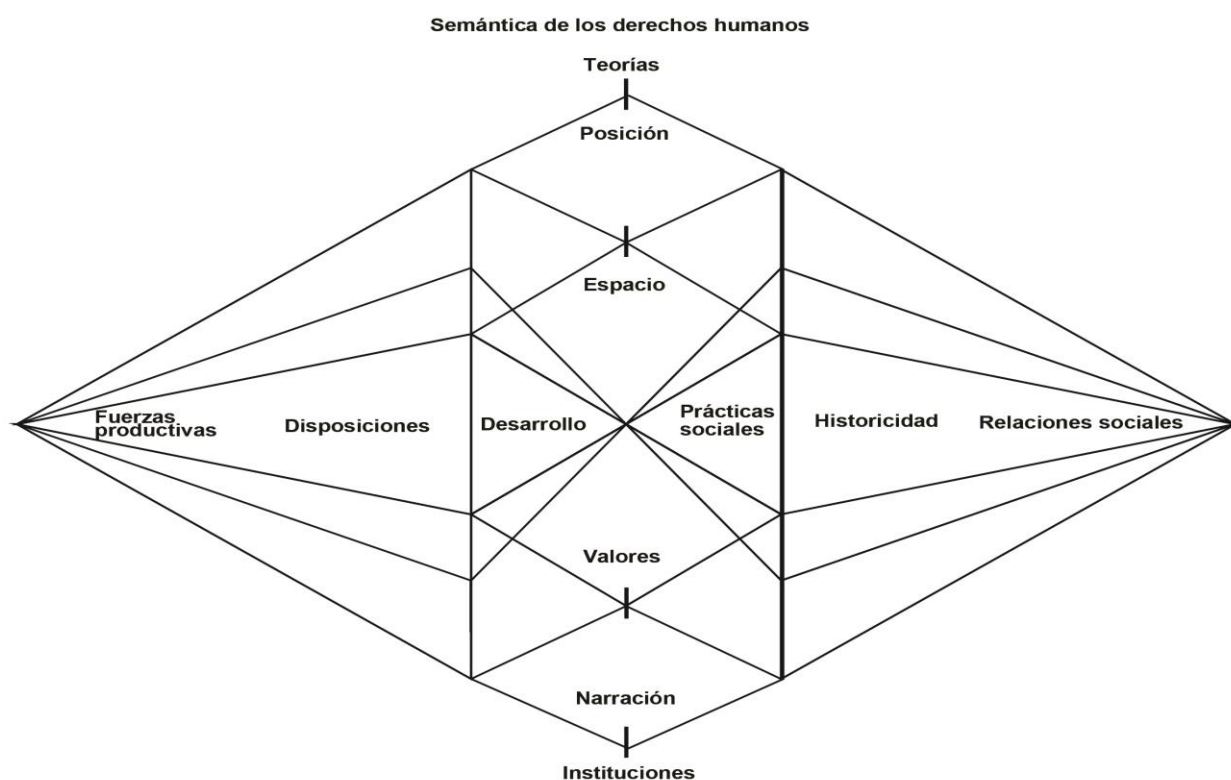 Semántica de los derechos humanos
Teorías
Posición
Espacio
Fuerzas
productivas
Disposiciones
Desarrollo
Prácticas
sociales
Historicidad
Relaciones sociales
Valores
Narración
Instituciones